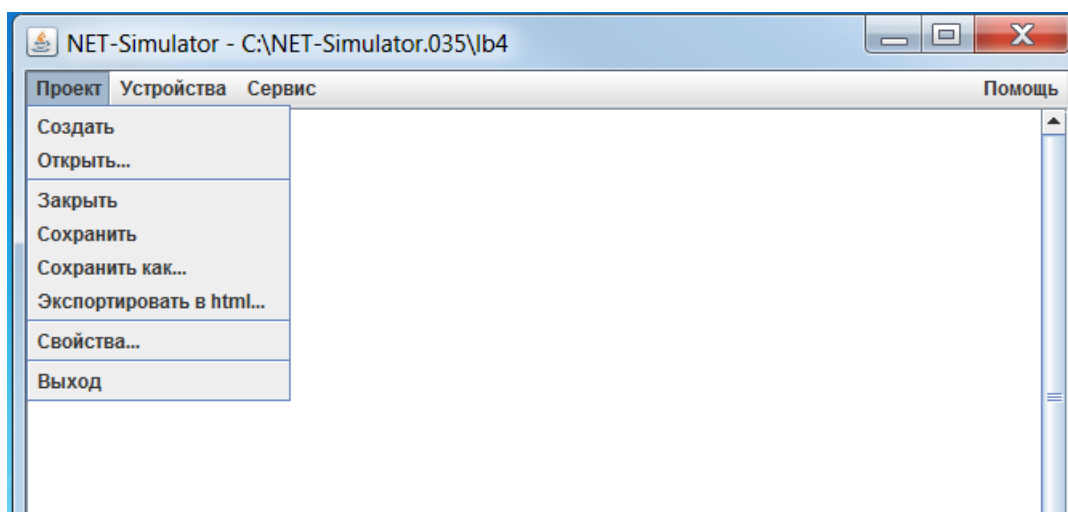 NET-Simulator - C:\NET-Simulator.035\lb4
Проект Устройства Сервис Помощь
Создать
Открыть...
Закрыть
Сохранить
Сохранить как...
Экспортировать в html...
Свойства...
Выход